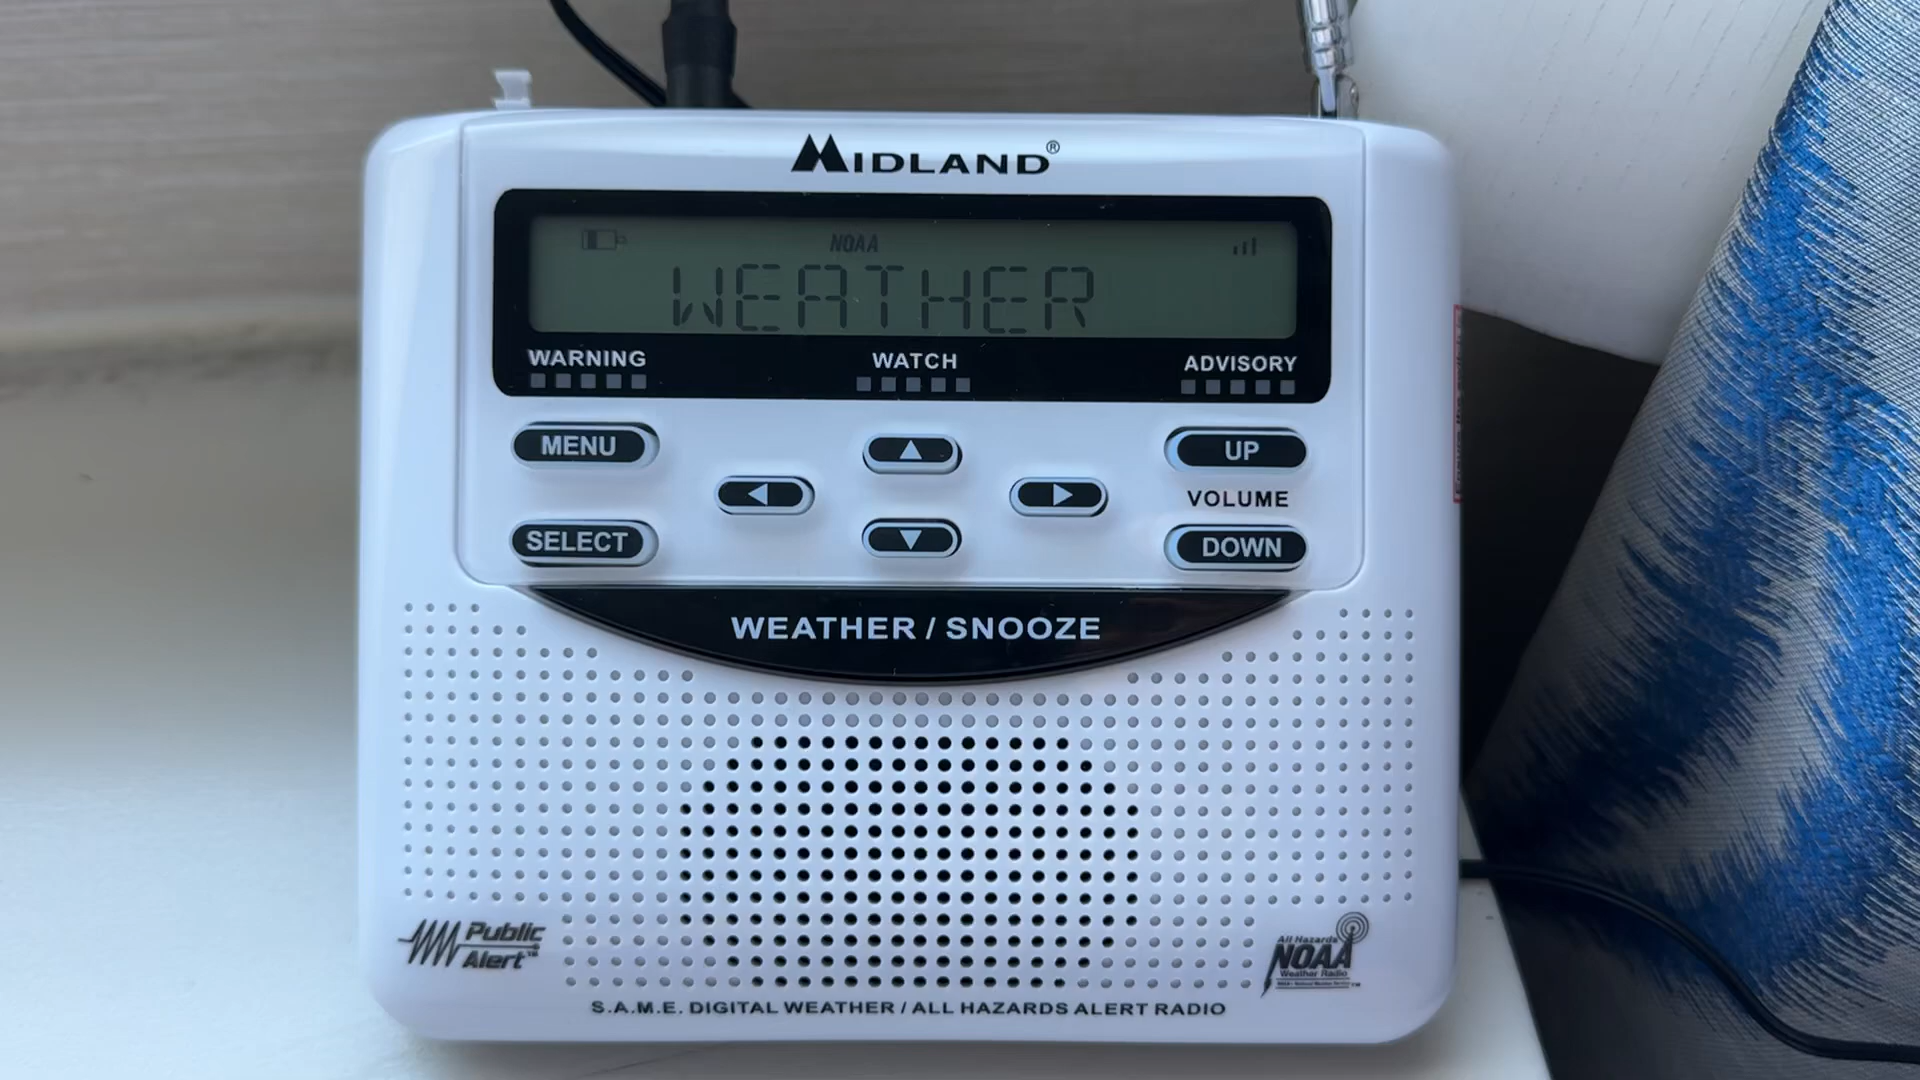 MIDLAND®
NOAA
WEATHER
WARNING WATCH ADVISORY
MENU UP
VOLUME
SELECT DOWN
WEATHER / SNOOZE
Public
Alert™
All Hazards
NOAA
Weather Radio
S.A.M.E. DIGITAL WEATHER / ALL HAZARDS ALERT RADIO